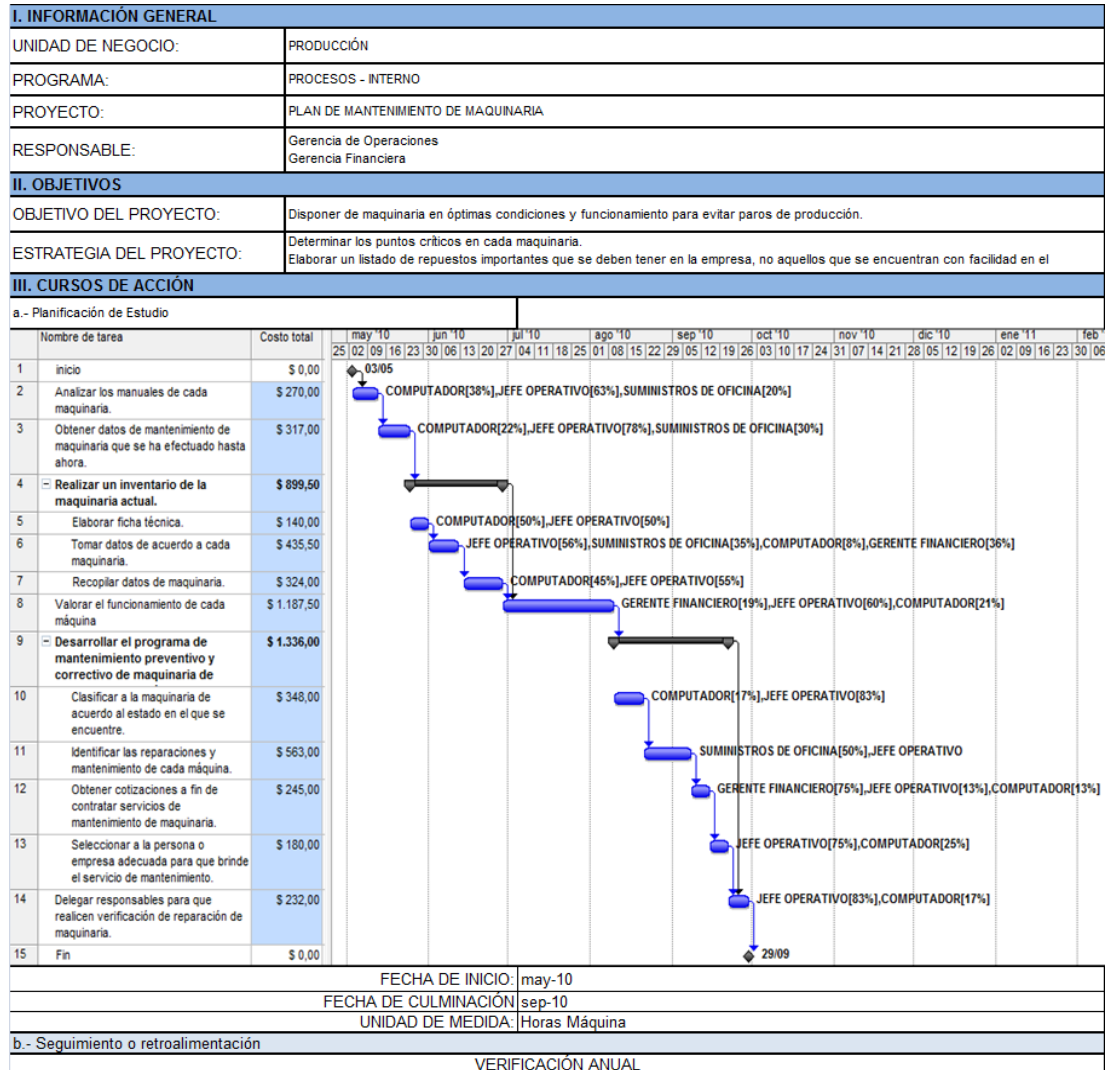 I. INFORMACIÓN GENERAL
UNIDAD DE NEGOCIO: PRODUCCIÓN
PROGRAMA: PROCESOS - INTERNO
PROYECTO: PLAN DE MANTENIMIENTO DE MAQUINARIA
RESPONSABLE: Gerencia de Operaciones
Gerencia Financiera
II. OBJETIVOS
OBJETIVO DEL PROYECTO: Disponer de maquinaria en óptimas condiciones y funcionamiento para evitar paros de producción.
ESTRATEGIA DEL PROYECTO: Determinar los puntos críticos en cada maquinaria.
Elaborar un listado de repuestos importantes que se deben tener en la empresa, no aquellos que se encuentran con facilidad en el
III. CURSOS DE ACCIÓN
a.- Planificación de Estudio
Nombre de tarea Costo total may '10 jun '10 jul '10 ago '10 sep '10 oct '10 nov '10 dic '10 ene '11 feb '
25 02 09 16 23 30 06 13 20 27 04 11 18 25 01 08 15 22 29 05 12 19 26 03 10 17 24 31 07 14 21 28 05 12 19 26 02 09 16 23 30 06
1 inicio $ 0,00 03/05
2 Analizar los manuales de cada $ 270,00 COMPUTADOR[38%],JEFE OPERATIVO[63%],SUMINISTROS DE OFICINA[20%]
maquinaria.
3 Obtener datos de mantenimiento de $ 317,00 COMPUTADOR[22%],JEFE OPERATIVO[78%],SUMINISTROS DE OFICINA[30%]
maquinaria que se ha efectuado hasta
ahora.
4 Realizar un inventario de la $ 899,50
maquinaria actual.
5 Elaborar ficha técnica. $ 140,00 COMPUTADOR[50%],JEFE OPERATIVO[50%]
6 Tomar datos de acuerdo a cada $ 435,50 JEFE OPERATIVO[56%],SUMINISTROS DE OFICINA[35%],COMPUTADOR[8%],GERENTE FINANCIERO[36%]
maquinaria.
7 Recopilar datos de maquinaria. $ 324,00 COMPUTADOR[45%],JEFE OPERATIVO[55%]
8 Valorar el funcionamiento de cada $ 1.187,50 GERENTE FINANCIERO[19%],JEFE OPERATIVO[60%],COMPUTADOR[21%]
máquina
9 Desarrollar el programa de $ 1.336,00
mantenimiento preventivo y
correctivo de maquinaria de
10 Clasificar a la maquinaria de $ 348,00 COMPUTADOR[17%],JEFE OPERATIVO[83%]
acuerdo al estado en el que se
encuentre.
11 Identificar las reparaciones y $ 563,00 SUMINISTROS DE OFICINA[50%],JEFE OPERATIVO
mantenimiento de cada máquina.
12 Obtener cotizaciones a fin de $ 245,00 GERENTE FINANCIERO[75%],JEFE OPERATIVO[13%],COMPUTADOR[13%]
contratar servicios de
mantenimiento de maquinaria.
13 Seleccionar a la persona o $ 180,00 JEFE OPERATIVO[75%],COMPUTADOR[25%]
empresa adecuada para que brinde
el servicio de mantenimiento.
14 Delegar responsables para que $ 232,00 JEFE OPERATIVO[83%],COMPUTADOR[17%]
realicen verificación de reparación de
maquinaria.
15 Fin $ 0,00 29/09
FECHA DE INICIO: may-10
FECHA DE CULMINACIÓN sep-10
UNIDAD DE MEDIDA: Horas Máquina
b.- Seguimiento o retroalimentación
VERIFICACIÓN ANUAL